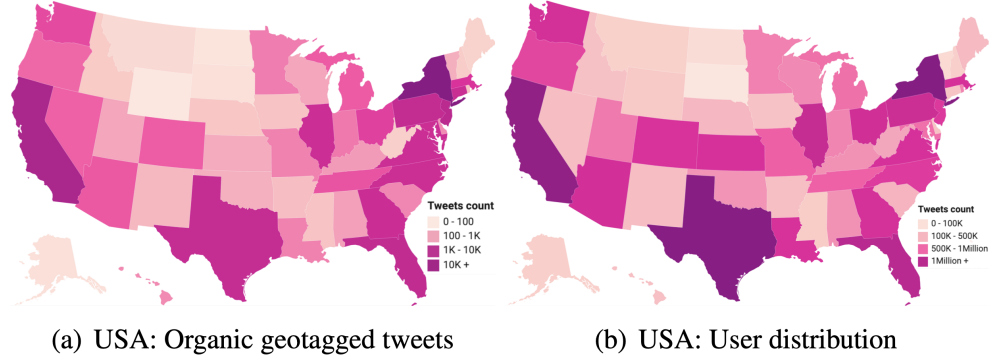 Tweets count
0 - 100
100 - 1K
1K - 10K
10K +
Tweets count
0 - 100K
100K - 500K
500K - 1Million
1Million +
(a) USA: Organic geotagged tweets
(b) USA: User distribution